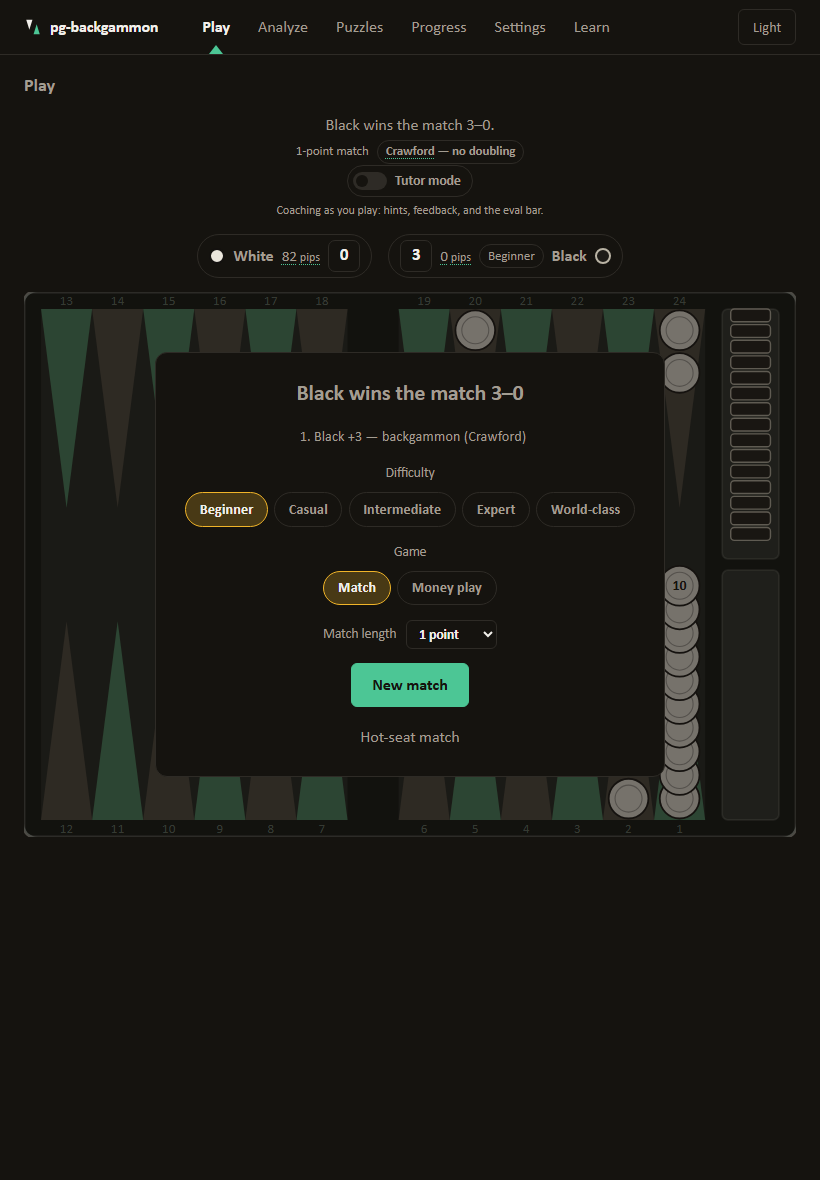 pg-backgammon Play Analyze Puzzles Progress Settings Learn Light
Play
Black wins the match 3–0.
1-point match Crawford — no doubling
Tutor mode
Coaching as you play: hints, feedback, and the eval bar.
White 82 pips 0 3 0 pips Beginner Black
13 14 15 16 17 18 19 20 21 22 23 24
Black wins the match 3–0
1. Black +3 — backgammon (Crawford)
Difficulty
Beginner Casual Intermediate Expert World-class
Game
Match Money play
10
Match length 1 point
New match
Hot-seat match
12 11 10 9 8 7 6 5 4 3 2 1